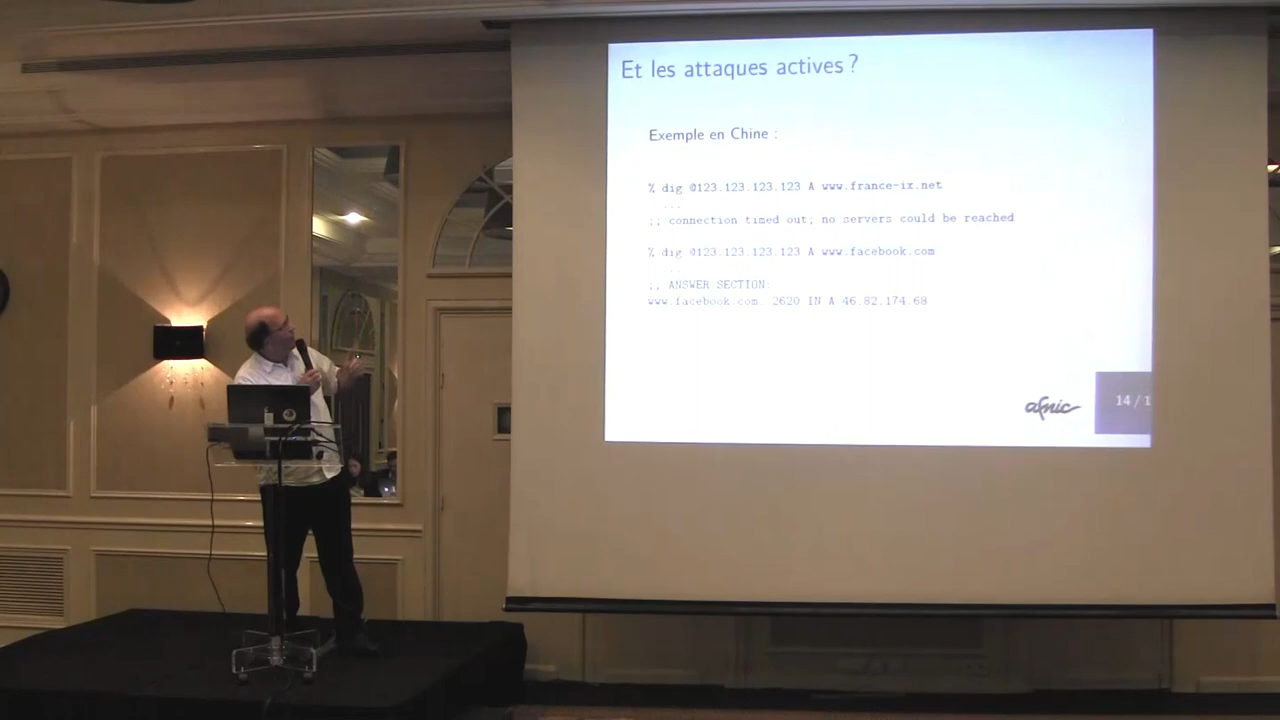 Et les attaques actives ?
Exemple en Chine :
% dig @123.123.123.123 A www.france-ix.net
...
;; connection timed out; no servers could be reached
% dig @123.123.123.123 A www.facebook.com
...
;; ANSWER SECTION:
www.facebook.com. 2620 IN A 46.82.174.68
afnic
14 / 1